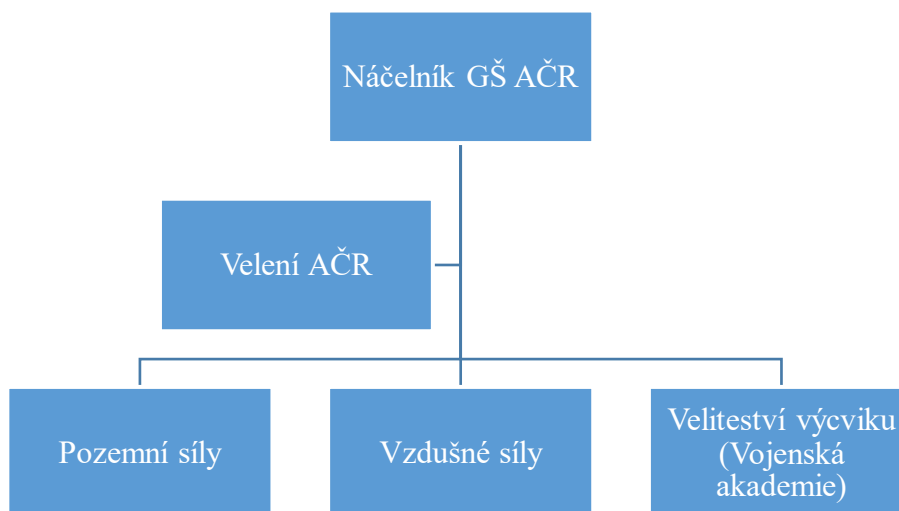 Náčelník GŠ AČR
Velení AČR
Pozemní síly
Vzdušné síly
Veliteství výcviku
(Vojenská
akademie)